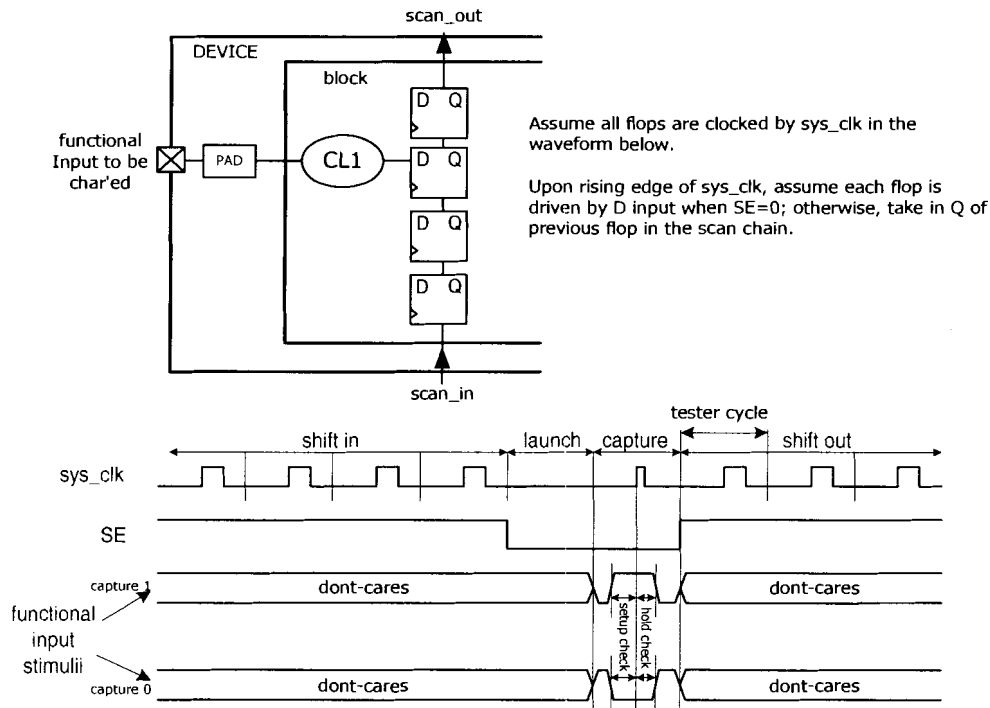 scan_out
DEVICE
block
D Q
functional
Input to be
char'ed
PAD
CL1
D Q
D Q
D Q
scan_in
Assume all flops are clocked by sys_clk in the
waveform below.
Upon rising edge of sys_clk, assume each flop is
driven by D input when SE=0; otherwise, take in Q of
previous flop in the scan chain.
tester cycle
shift in
launch
capture
shift out
sys_clk
SE
capture 1
dont-cares
setup check
hold check
dont-cares
functional
input
stimulii
capture 0
dont-cares
dont-cares